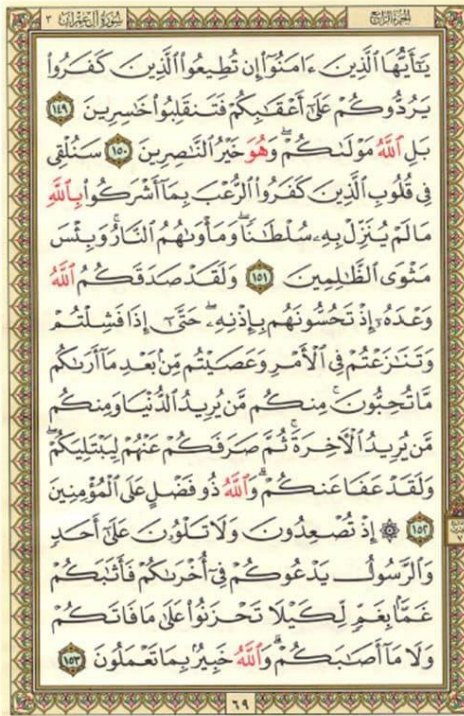 الجزء الرابع
سورة آل عمران ٣
يَٰٓأَيُّهَا ٱلَّذِينَ ءَامَنُوٓا۟ إِن تُطِيعُوا۟ ٱلَّذِينَ كَفَرُوا۟
يَرُدُّوكُمْ عَلَىٰٓ أَعْقَٰبِكُمْ فَتَنقَلِبُوا۟ خَٰسِرِينَ ١٤٩
بَلِ ٱللَّهُ مَوْلَىٰكُمْ ۖ وَهُوَ خَيْرُ ٱلنَّٰصِرِينَ ١٥٠ سَنُلْقِى
فِى قُلُوبِ ٱلَّذِينَ كَفَرُوا۟ ٱلرُّعْبَ بِمَآ أَشْرَكُوا۟ بِٱللَّهِ
مَا لَمْ يُنَزِّلْ بِهِۦ سُلْطَٰنًا ۖ وَمَأْوَىٰهُمُ ٱلنَّارُ ۚ وَبِئْسَ
مَثْوَى ٱلظَّٰلِمِينَ ١٥١ وَلَقَدْ صَدَقَكُمُ ٱللَّهُ
وَعْدَهُۥٓ إِذْ تَحُسُّونَهُم بِإِذْنِهِۦ ۖ حَتَّىٰٓ إِذَا فَشِلْتُمْ
وَتَنَٰزَعْتُمْ فِى ٱلْأَمْرِ وَعَصَيْتُم مِّنۢ بَعْدِ مَآ أَرَىٰكُم
مَّا تُحِبُّونَ ۚ مِنكُم مَّن يُرِيدُ ٱلدُّنْيَا وَمِنكُم
مَّن يُرِيدُ ٱلْءَاخِرَةَ ۚ ثُمَّ صَرَفَكُمْ عَنْهُمْ لِيَبْتَلِيَكُمْ ۖ
وَلَقَدْ عَفَا عَنكُمْ ۗ وَٱللَّهُ ذُو فَضْلٍ عَلَى ٱلْمُؤْمِنِينَ
١٥٢ ۞ إِذْ تُصْعِدُونَ وَلَا تَلْوُۥنَ عَلَىٰٓ أَحَدٍ
وَٱلرَّسُولُ يَدْعُوكُمْ فِىٓ أُخْرَىٰكُمْ فَأَثَٰبَكُمْ
غَمًّۢا بِغَمٍّ لِّكَيْلَا تَحْزَنُوا۟ عَلَىٰ مَا فَاتَكُمْ
وَلَا مَآ أَصَٰبَكُمْ ۗ وَٱللَّهُ خَبِيرٌۢ بِمَا تَعْمَلُونَ ١٥٣
٦٩